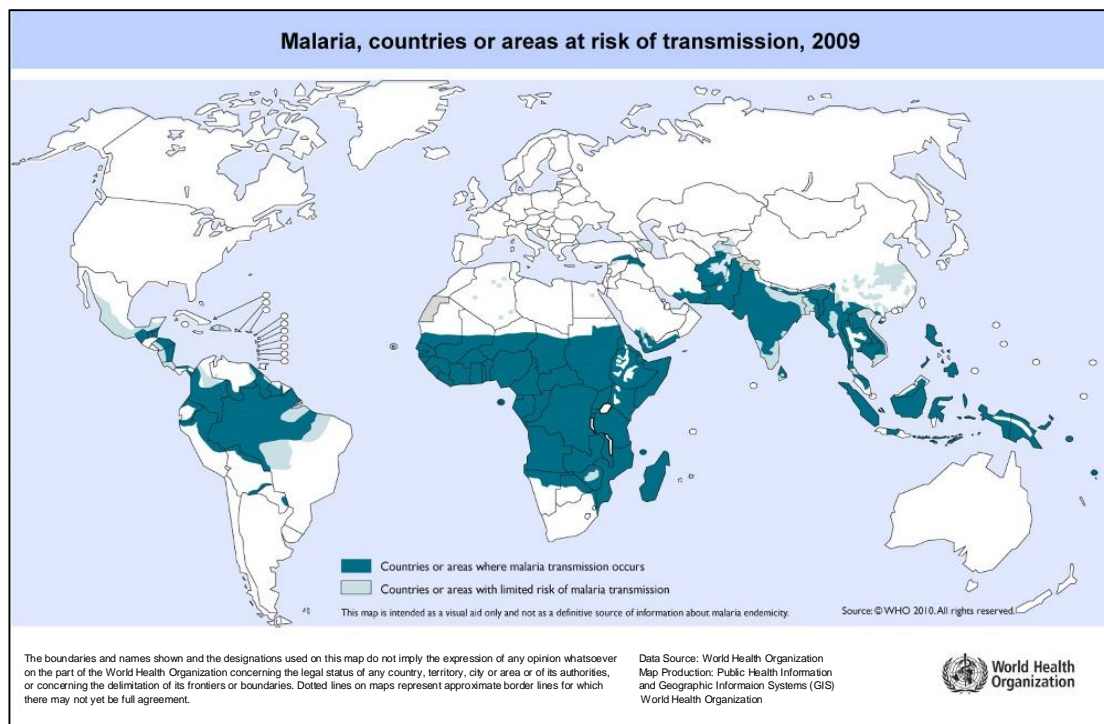 Malaria, countries or areas at risk of transmission, 2009
Countries or areas where malaria transmission occurs
Countries or areas with limited risk of malaria transmission
This map is intended as a visual aid only and not as a definitive source of information about malaria endemicity.
Source: © WHO 2010. All rights reserved.
The boundaries and names shown and the designations used on this map do not imply the expression of any opinion whatsoever
on the part of the World Health Organization concerning the legal status of any country, territory, city or area or of its authorities,
or concerning the delimitation of its frontiers or boundaries. Dotted lines on maps represent approximate border lines for which
there may not yet be full agreement.
Data Source: World Health Organization
Map Production: Public Health Information
and Geographic Informaion Systems (GIS)
World Health Organization
World Health
Organization